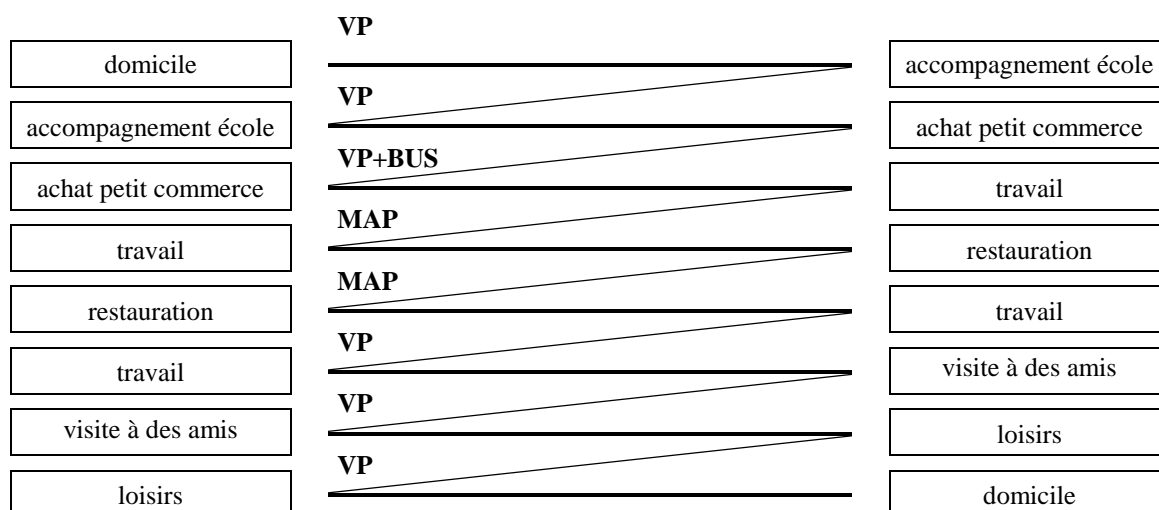 VP
domicile
accompagnement école
VP
accompagnement école
achat petit commerce
VP+BUS
achat petit commerce
travail
MAP
travail
restauration
MAP
restauration
travail
VP
travail
visite à des amis
VP
visite à des amis
loisirs
VP
loisirs
domicile